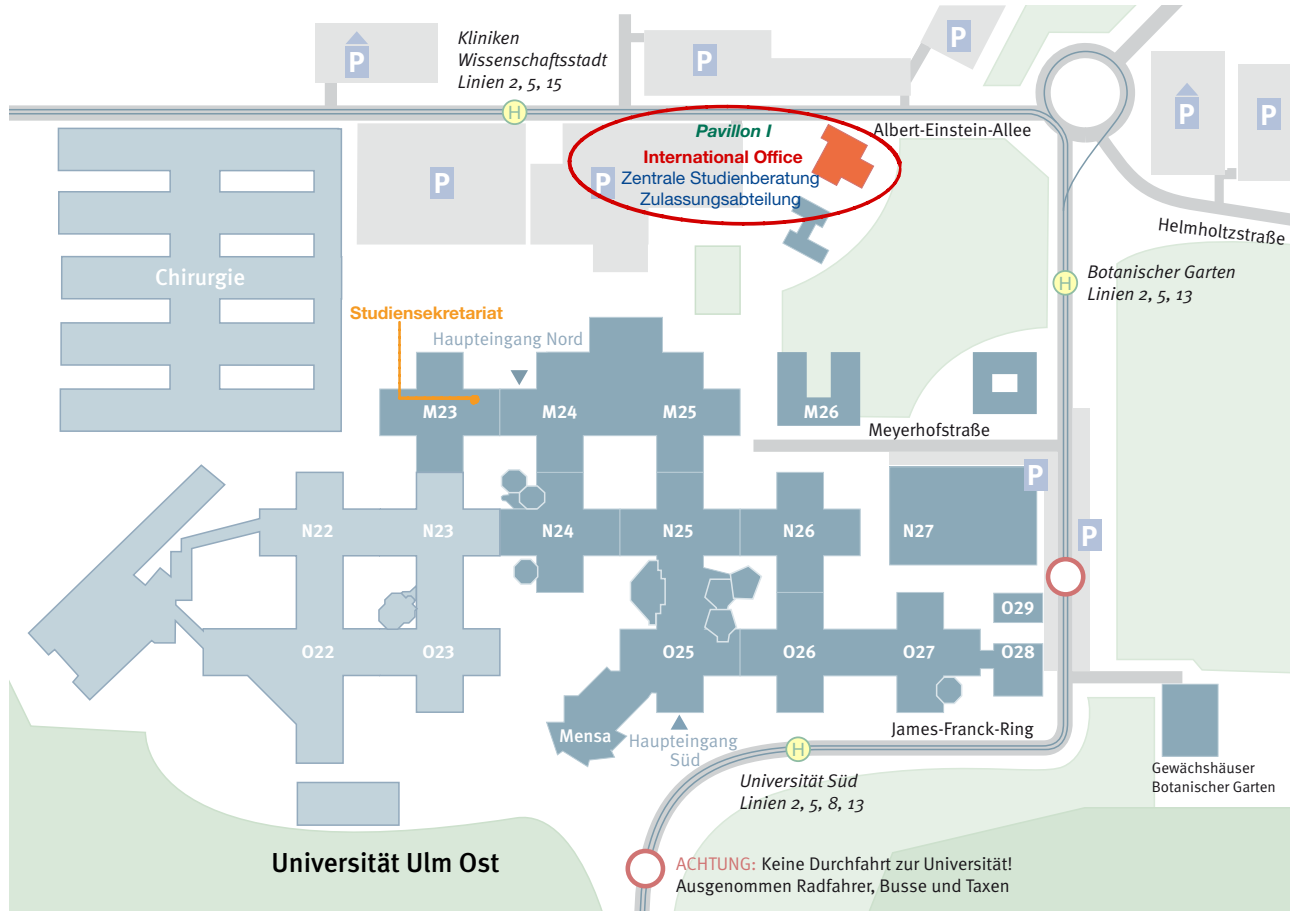 P
Kliniken
Wissenschaftsstadt
Linien 2, 5, 15
P
P
P
P
H
Pavillon I
Albert-Einstein-Allee
International Office
Zentrale Studienberatung
Zulassungsabteilung
P
P
Helmholtzstraße
Chirurgie
Botanischer Garten
Linien 2, 5, 13
H
Studiensekretariat
Haupteingang Nord
M23
M24
M25
M26
Meyerhofstraße
P
N22
N23
N24
N25
N26
N27
P
O29
O22
O23
O25
O26
O27
O28
Mensa
Haupteingang
Süd
James-Franck-Ring
H
Universität Süd
Linien 2, 5, 8, 13
Gewächshäuser
Botanischer Garten
Universität Ulm Ost
ACHTUNG: Keine Durchfahrt zur Universität!
Ausgenommen Radfahrer, Busse und Taxen